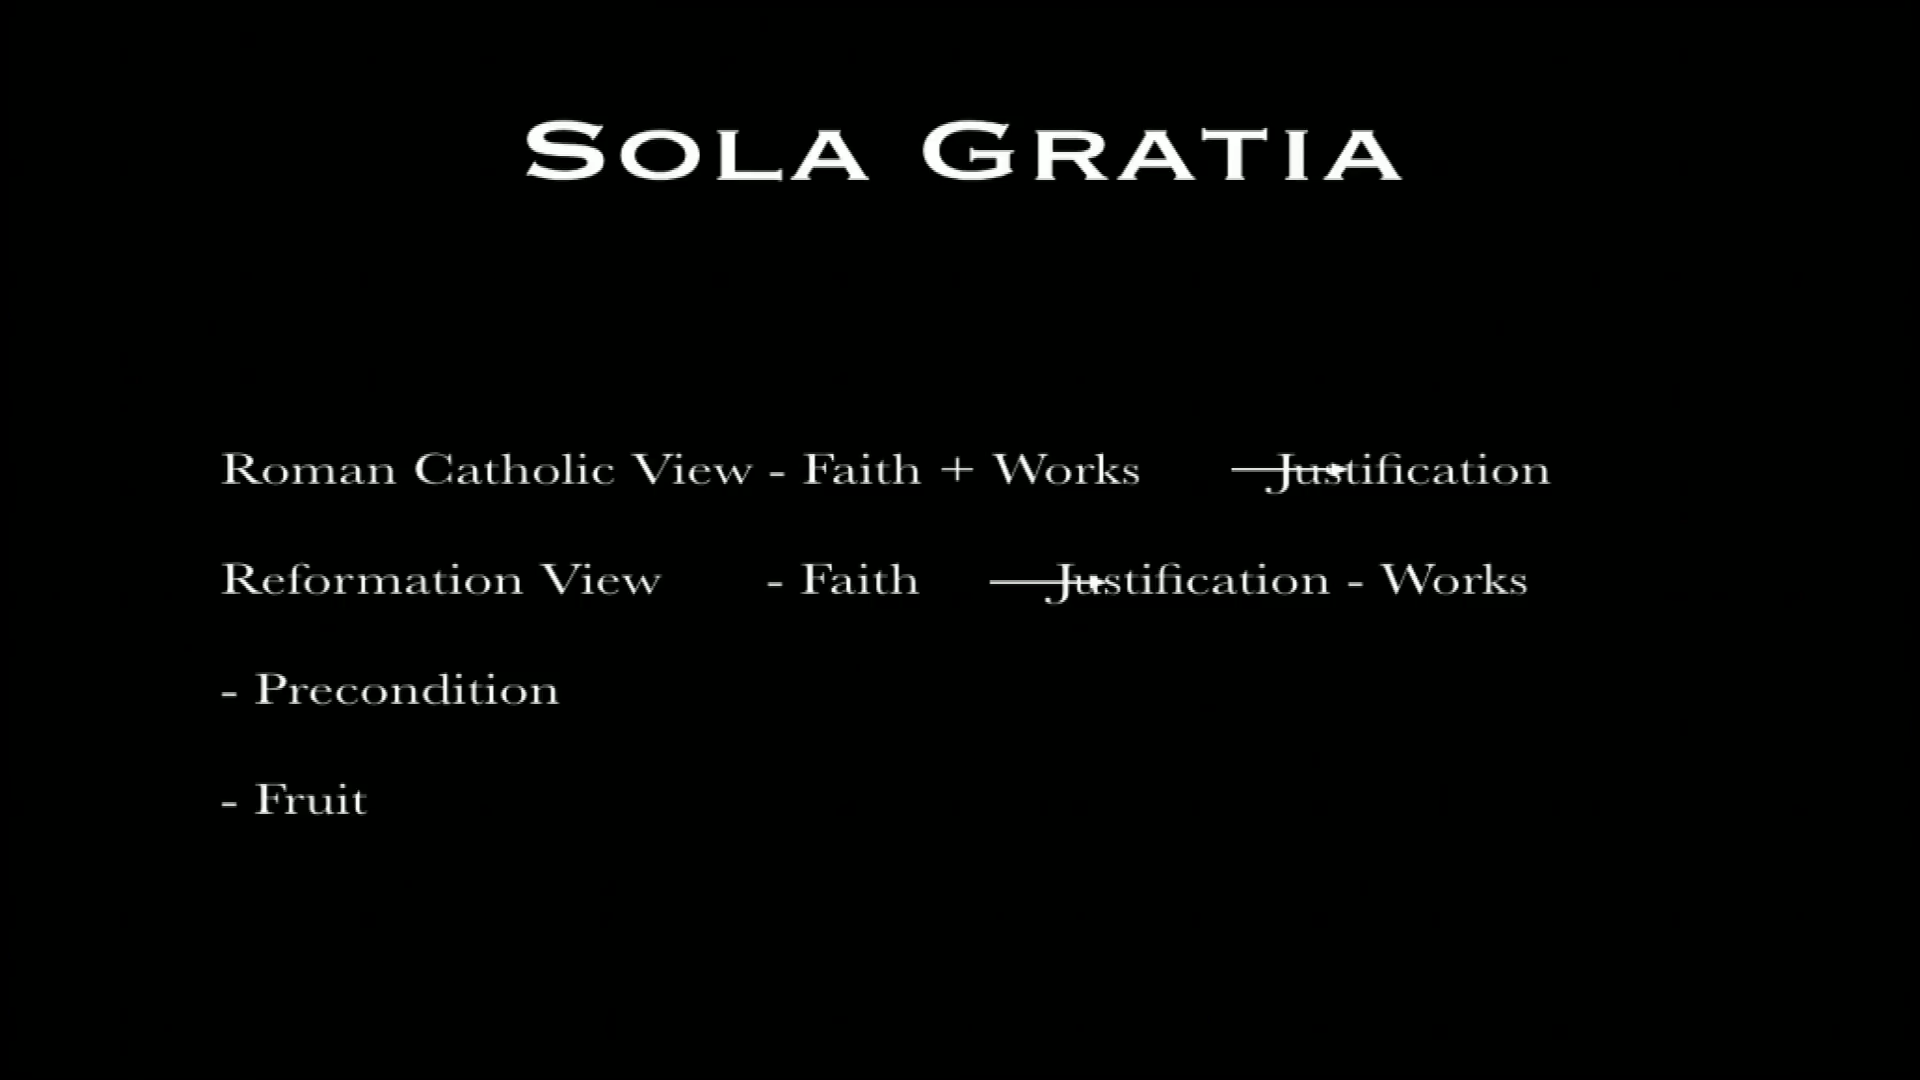 SOLA GRATIA
Roman Catholic View - Faith + Works → Justification
Reformation View - Faith → Justification - Works
- Precondition
- Fruit